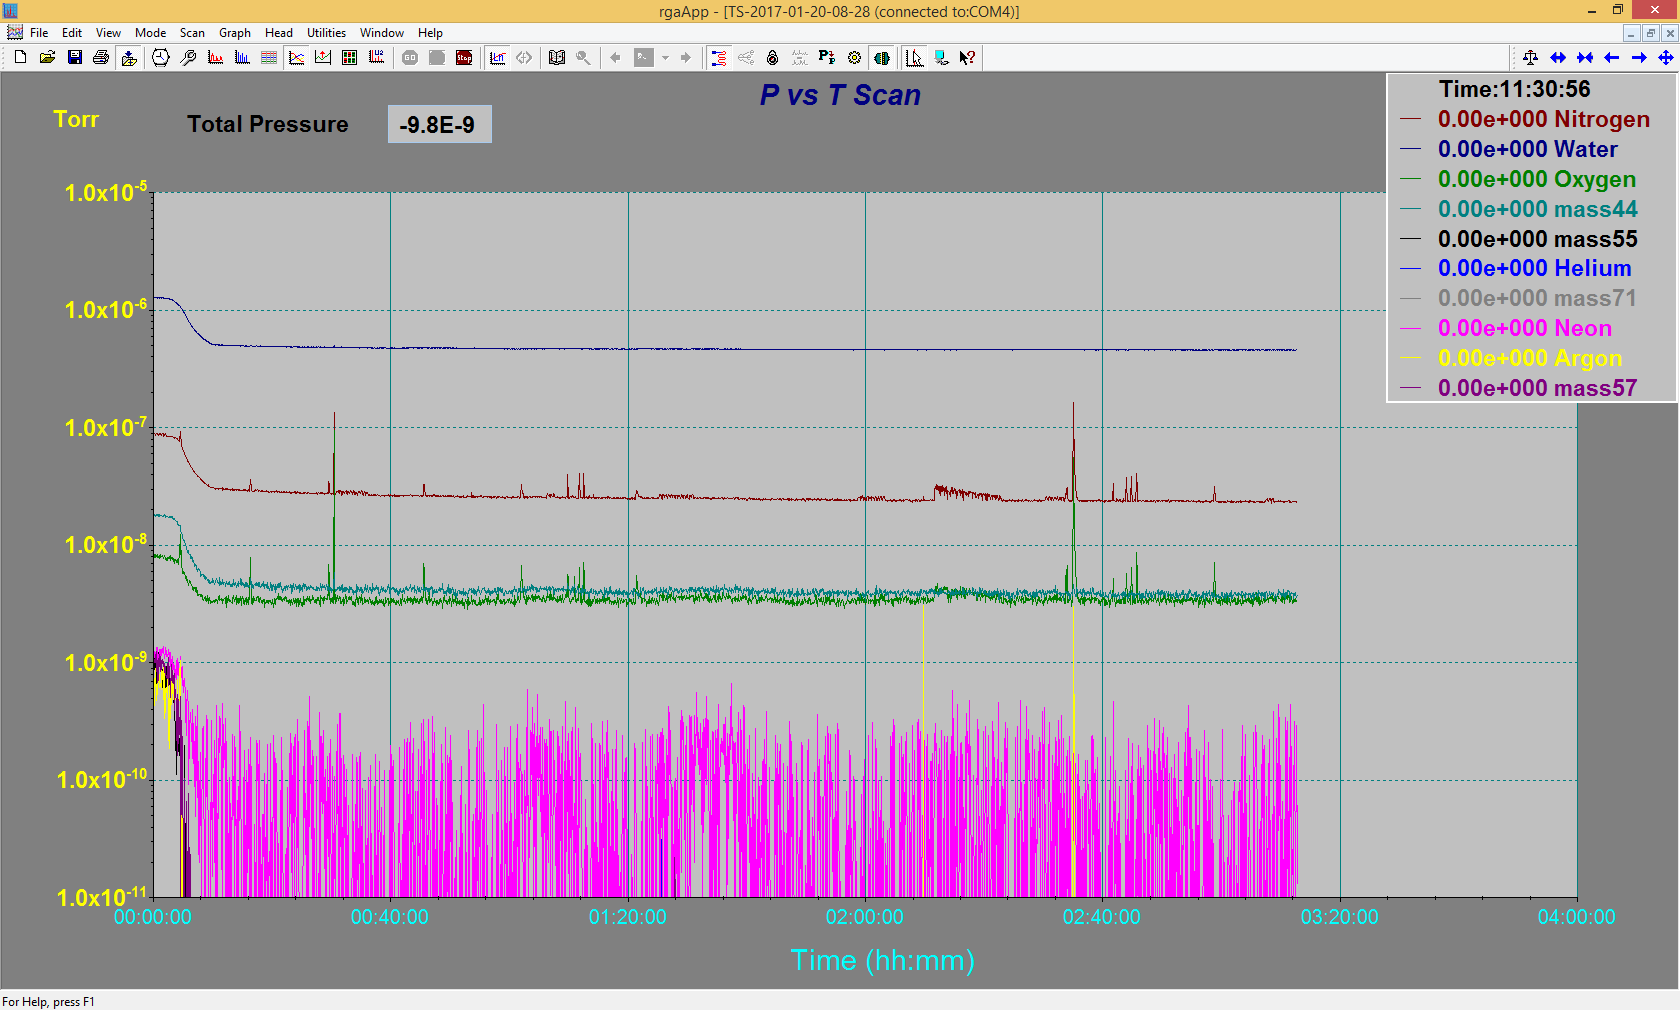 rgaApp - [TS-2017-01-20-08-28 (connected to:COM4)]
File Edit View Mode Scan Graph Head Utilities Window Help
GO Stop
P vs T Scan
Torr
Total Pressure -9.8E-9
Time:11:30:56
0.00e+000 Nitrogen
0.00e+000 Water
0.00e+000 Oxygen
0.00e+000 mass44
0.00e+000 mass55
0.00e+000 Helium
0.00e+000 mass71
0.00e+000 Neon
0.00e+000 Argon
0.00e+000 mass57
1.0x10-5
1.0x10-6
1.0x10-7
1.0x10-8
1.0x10-9
1.0x10-10
1.0x10-11
00:00:00 00:40:00 01:20:00 02:00:00 02:40:00 03:20:00 04:00:00
Time (hh:mm)
For Help, press F1